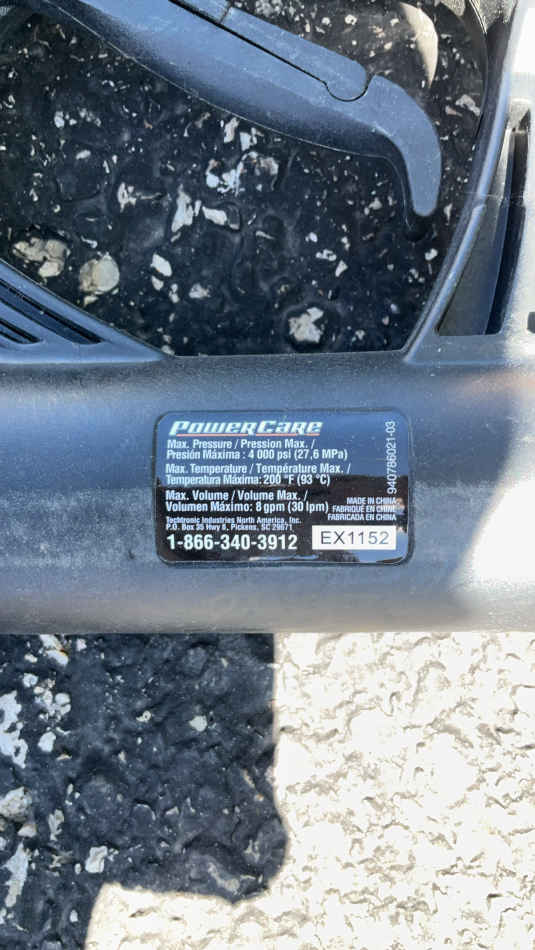 POWERCARE
Max. Pressure / Pression Max. /
Presión Máxima : 4 000 psi (27,6 MPa)
Max. Temperature / Température Max. /
Temperatura Máxima: 200 °F (93 °C)
Max. Volume / Volume Max. /
Volumen Máximo: 8 gpm (30 lpm)
Techtronic Industries North America, Inc.
P.O. Box 35 Hwy 8, Pickens, SC 29671
1-866-340-3912
940786021-03
MADE IN CHINA
FABRIQUÉ EN CHINE
FABRICADA EN CHINA
EX1152